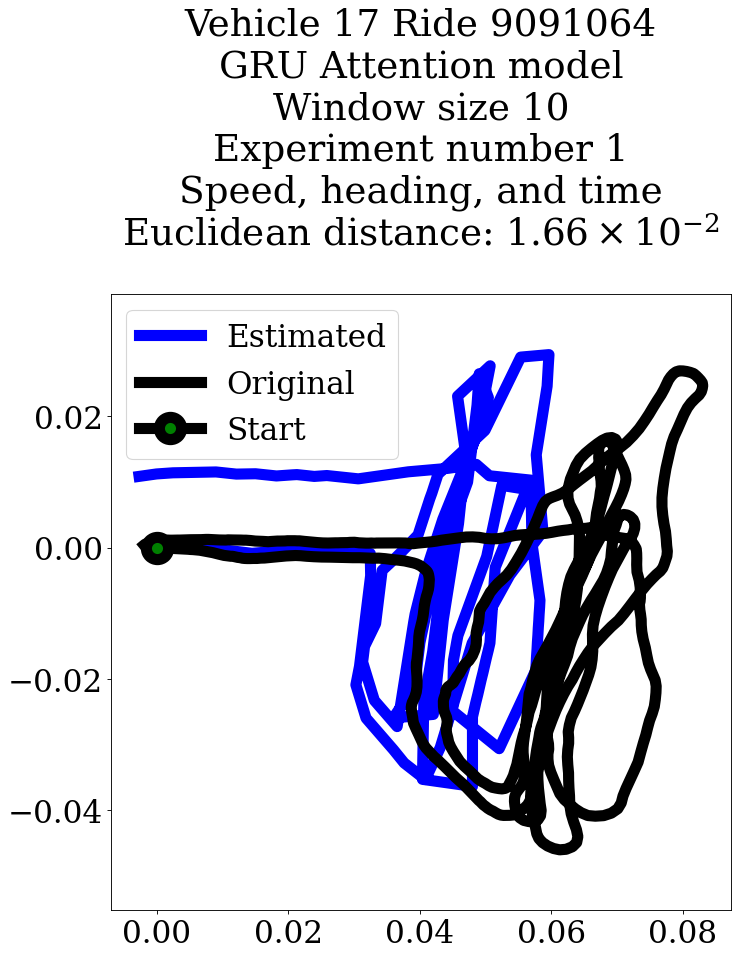 Vehicle 17 Ride 9091064
GRU Attention model
Window size 10
Experiment number 1
Speed, heading, and time
Euclidean distance: 1.66 × 10⁻²
Estimated
Original
Start
0.02
0.00
−0.02
−0.04
0.00 0.02 0.04 0.06 0.08